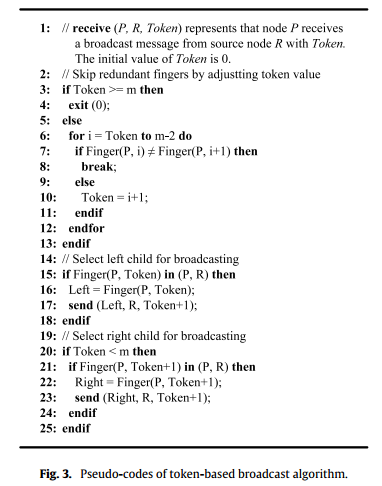 1: // receive (P, R, Token) represents that node P receives
a broadcast message from source node R with Token.
The initial value of Token is 0.
2: // Skip redundant fingers by adjustting token value
3: if Token >= m then
4: exit (0);
5: else
6: for i = Token to m-2 do
7: if Finger(P, i) ≠ Finger(P, i+1) then
8: break;
9: else
10: Token = i+1;
11: endif
12: endfor
13: endif
14: // Select left child for broadcasting
15: if Finger(P, Token) in (P, R) then
16: Left = Finger(P, Token);
17: send (Left, R, Token+1);
18: endif
19: // Select right child for broadcasting
20: if Token < m then
21: if Finger(P, Token+1) in (P, R) then
22: Right = Finger(P, Token+1);
23: send (Right, R, Token+1);
24: endif
25: endif
Fig. 3. Pseudo-codes of token-based broadcast algorithm.